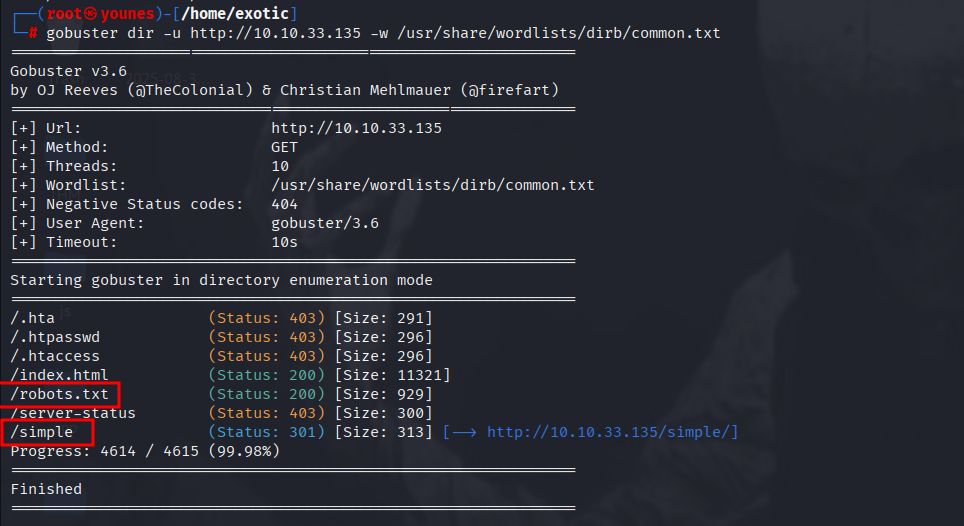 ┌──(root㉿younes)-[/home/exotic]
└─# gobuster dir -u http://10.10.33.135 -w /usr/share/wordlists/dirb/common.txt
===============================================================
Gobuster v3.6
by OJ Reeves (@TheColonial) & Christian Mehlmauer (@firefart)
===============================================================
[+] Url:                     http://10.10.33.135
[+] Method:                  GET
[+] Threads:                 10
[+] Wordlist:                /usr/share/wordlists/dirb/common.txt
[+] Negative Status codes:   404
[+] User Agent:              gobuster/3.6
[+] Timeout:                 10s
===============================================================
Starting gobuster in directory enumeration mode
===============================================================
/.hta                 (Status: 403) [Size: 291]
/.htpasswd            (Status: 403) [Size: 296]
/.htaccess            (Status: 403) [Size: 296]
/index.html           (Status: 200) [Size: 11321]
/robots.txt           (Status: 200) [Size: 929]
/server-status        (Status: 403) [Size: 300]
/simple               (Status: 301) [Size: 313] [--> http://10.10.33.135/simple/]
Progress: 4614 / 4615 (99.98%)
===============================================================
Finished
===============================================================